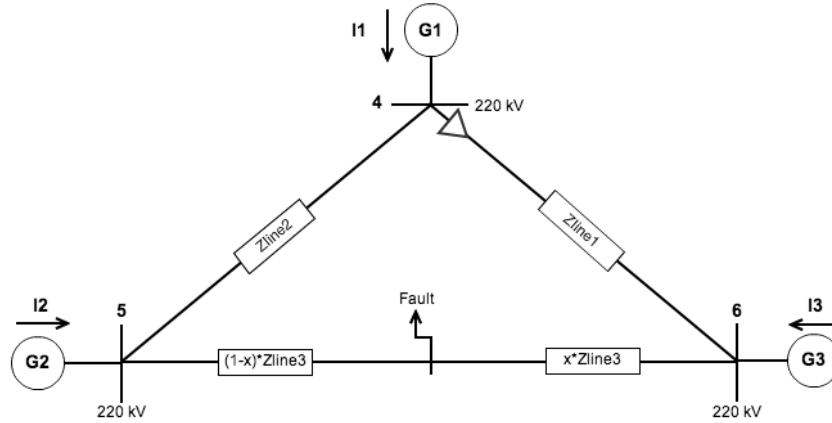 I1
G1
4
220 kV
Zline2
Zline1
I2
5
Fault
6
I3
G2
(1-x)*Zline3
x*Zline3
G3
220 kV
220 kV